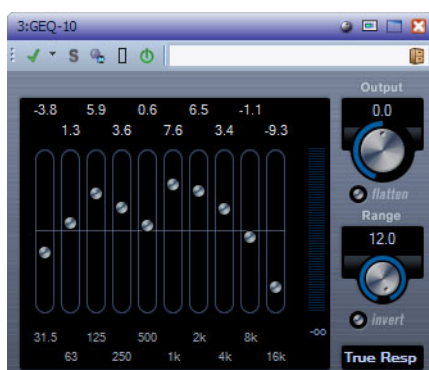 3:GEQ-10
S
Output
-3.8 5.9 0.6 6.5 -1.1
0.0
1.3 3.6 7.6 3.4 -9.3
flatten
Range
12.0
invert
31.5 125 500 2k 8k -oo
63 250 1k 4k 16k
True Resp